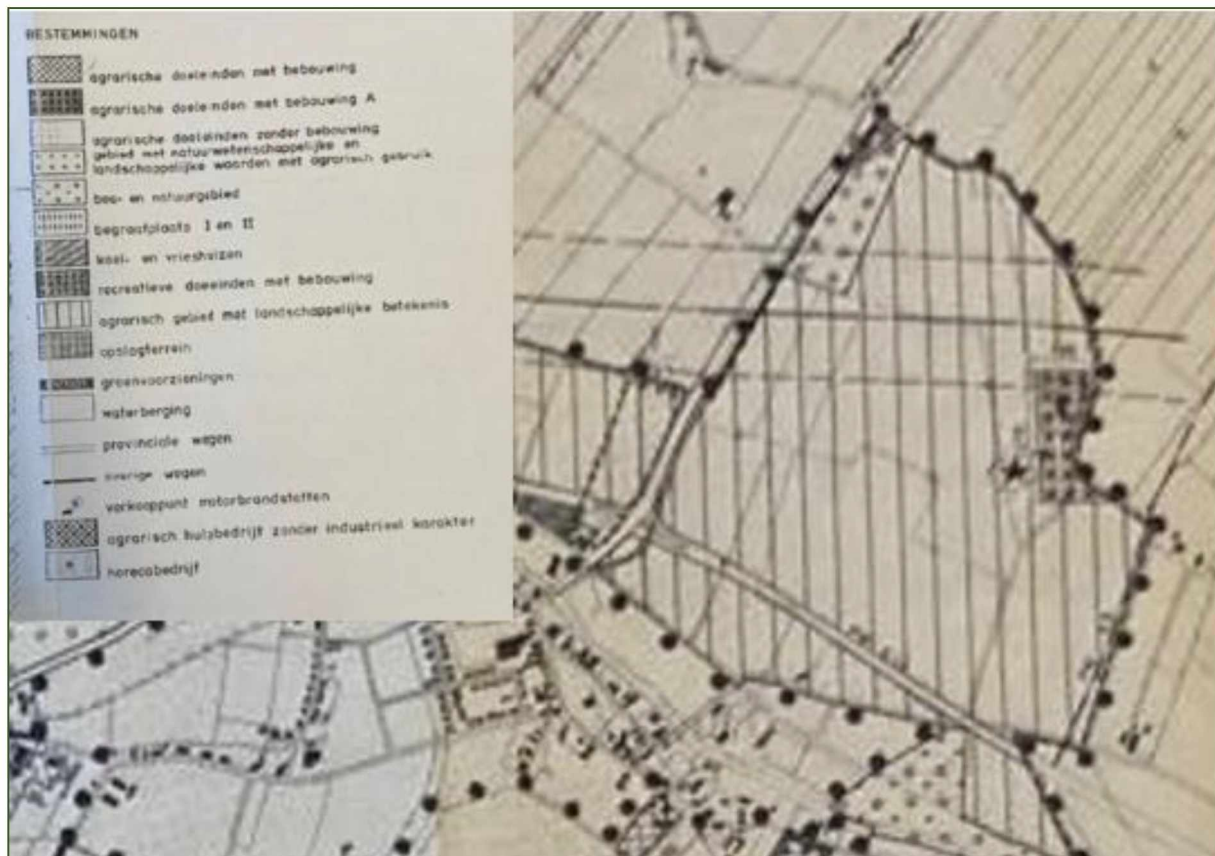 BESTEMMINGEN
agrarische doeleinden met bebouwing
agrarische doeleinden met bebouwing A
agrarische doeleinden zonder bebouwing
gebied met natuurwetenschappelijke en
landschappelijke waarden met agrarisch gebruik
bos- en natuurgebied
begraafplaats I en II
koel- en vrieshuizen
recreatieve doeleinden met bebouwing
agrarisch gebied met landschappelijke betekenis
opslagterrein
groenvoorzieningen
waterberging
provinciale wegen
overige wegen
verkooppunt motorbrandstoffen
agrarisch hulpbedrijf zonder industrieel karakter
horecabedrijf